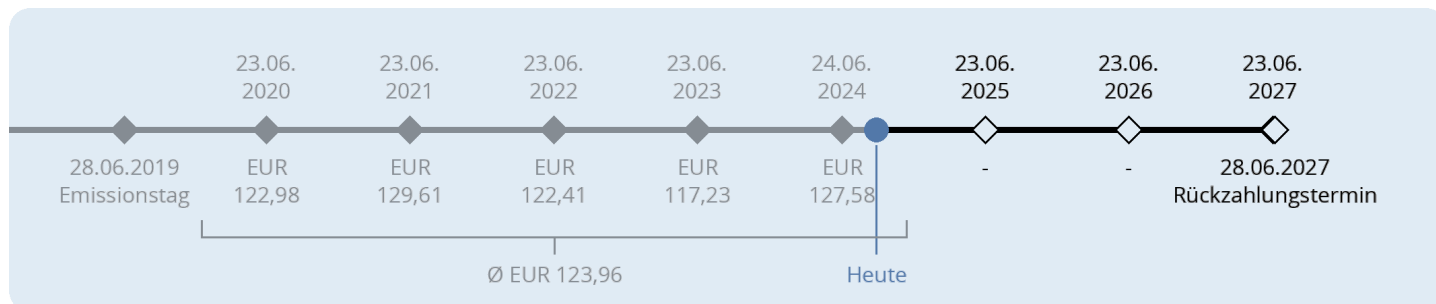 23.06.
2020
23.06.
2021
23.06.
2022
23.06.
2023
24.06.
2024
23.06.
2025
23.06.
2026
23.06.
2027
28.06.2019
Emissionstag
EUR
122,98
EUR
129,61
EUR
122,41
EUR
117,23
EUR
127,58
-
-
28.06.2027
Rückzahlungstermin
Ø EUR 123,96
Heute